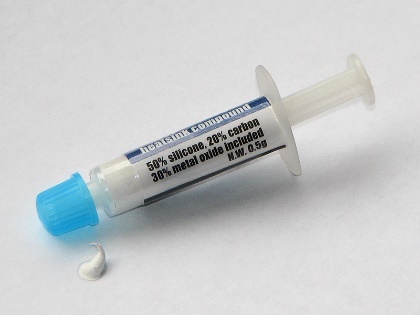 heatsink compound
50% silicone, 20% carbon
30% metal oxide included
N.W. 0.5g